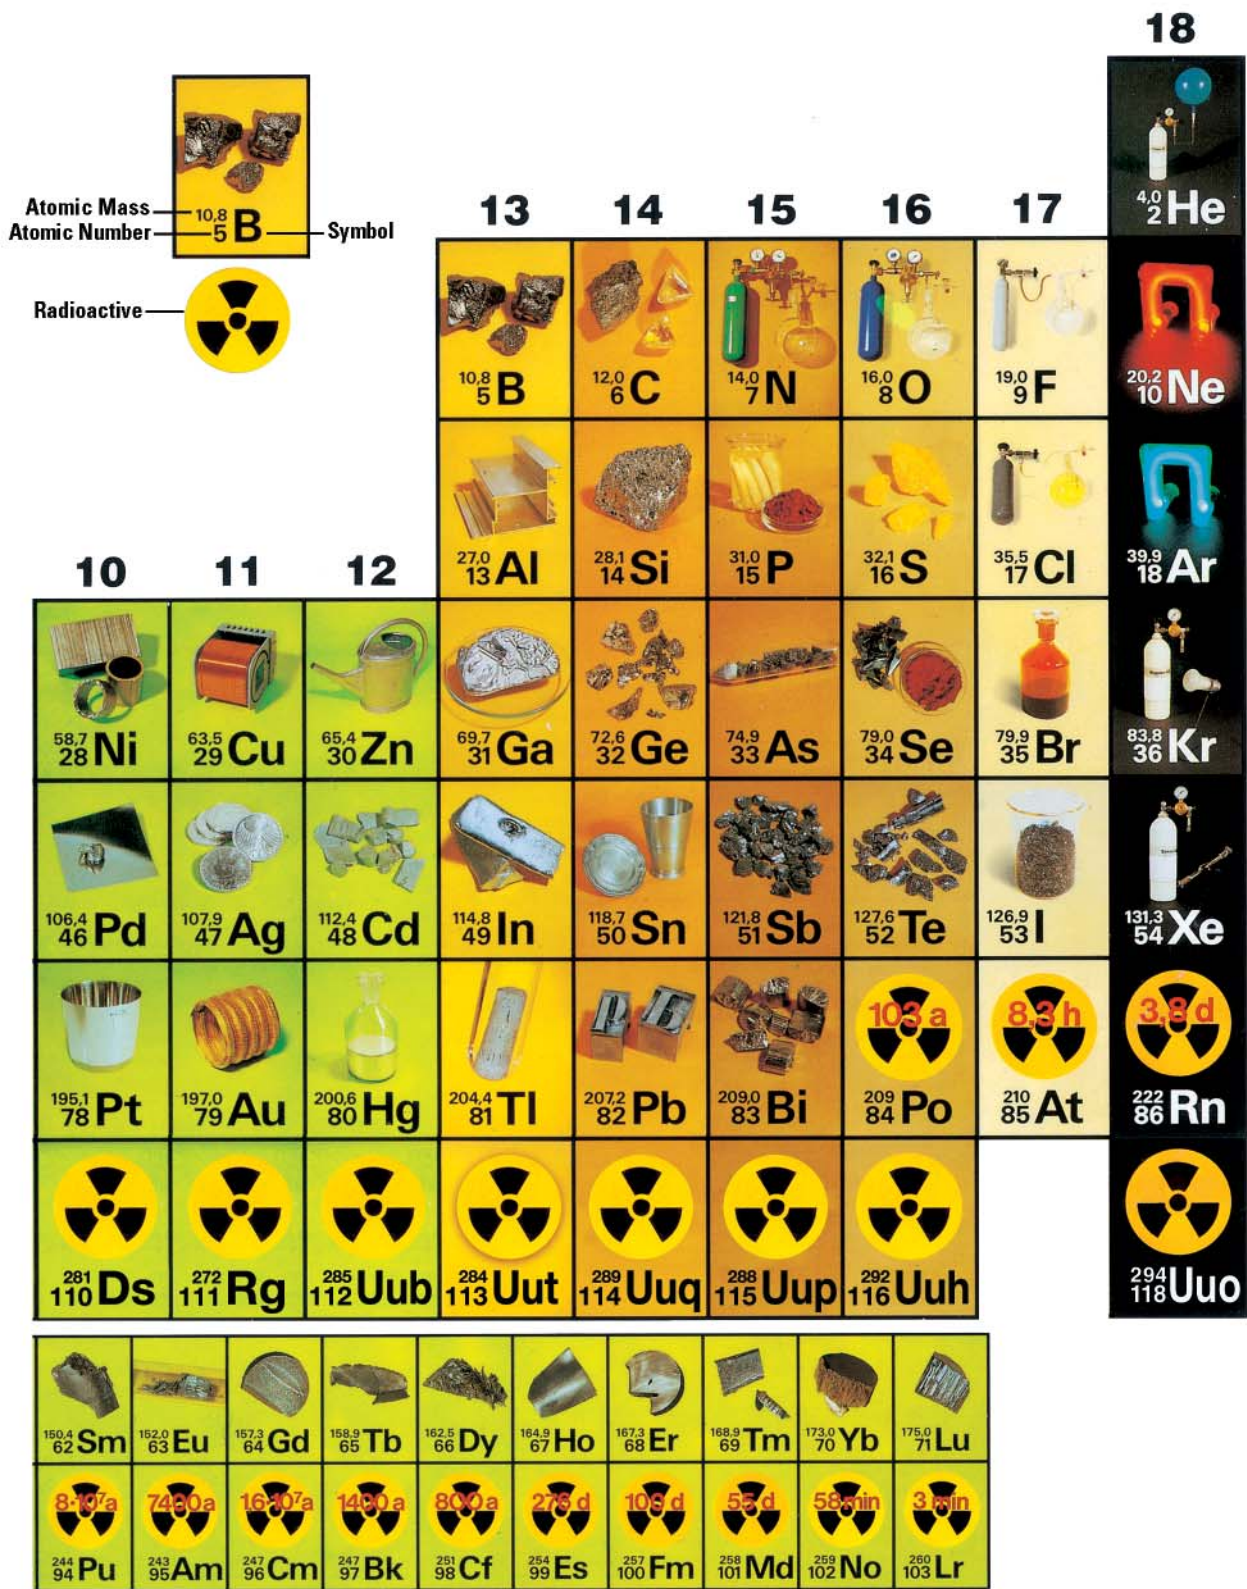 18
4,0
2 He
Atomic Mass
10,8
Atomic Number
5 B
Symbol
Radioactive
13 14 15 16 17
10,8
5 B
12,0
6 C
14,0
7 N
16,0
8 O
19,0
9 F
20,2
10 Ne
27,0
13 Al
28,1
14 Si
31,0
15 P
32,1
16 S
35,5
17 Cl
39,9
18 Ar
10 11 12
58,7
28 Ni
63,5
29 Cu
65,4
30 Zn
69,7
31 Ga
72,6
32 Ge
74,9
33 As
79,0
34 Se
79,9
35 Br
83,8
36 Kr
106,4
46 Pd
107,9
47 Ag
112,4
48 Cd
114,8
49 In
118,7
50 Sn
121,8
51 Sb
127,6
52 Te
126,9
53 I
131,3
54 Xe
195,1
78 Pt
197,0
79 Au
200,6
80 Hg
204,4
81 Tl
207,2
82 Pb
209,0
83 Bi
103 a
209
84 Po
8,3 h
210
85 At
3,8 d
222
86 Rn
281
110 Ds
272
111 Rg
285
112 Uub
284
113 Uut
289
114 Uuq
288
115 Uup
292
116 Uuh
294
118 Uuo
150,4
62 Sm
152,0
63 Eu
157,3
64 Gd
158,9
65 Tb
162,5
66 Dy
164,9
67 Ho
167,3
68 Er
168,9
69 Tm
173,0
70 Yb
175,0
71 Lu
8·10⁷a
244
94 Pu
7400 a
243
95 Am
1,6·10⁷a
247
96 Cm
1400 a
247
97 Bk
800 a
251
98 Cf
276 d
254
99 Es
100 d
257
100 Fm
55 d
258
101 Md
58 min
259
102 No
3 min
260
103 Lr